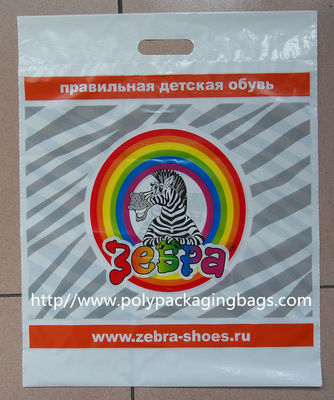 правильная детская обувь
Зебра
http://www.polypackagingbags.com
www.zebra-shoes.ru